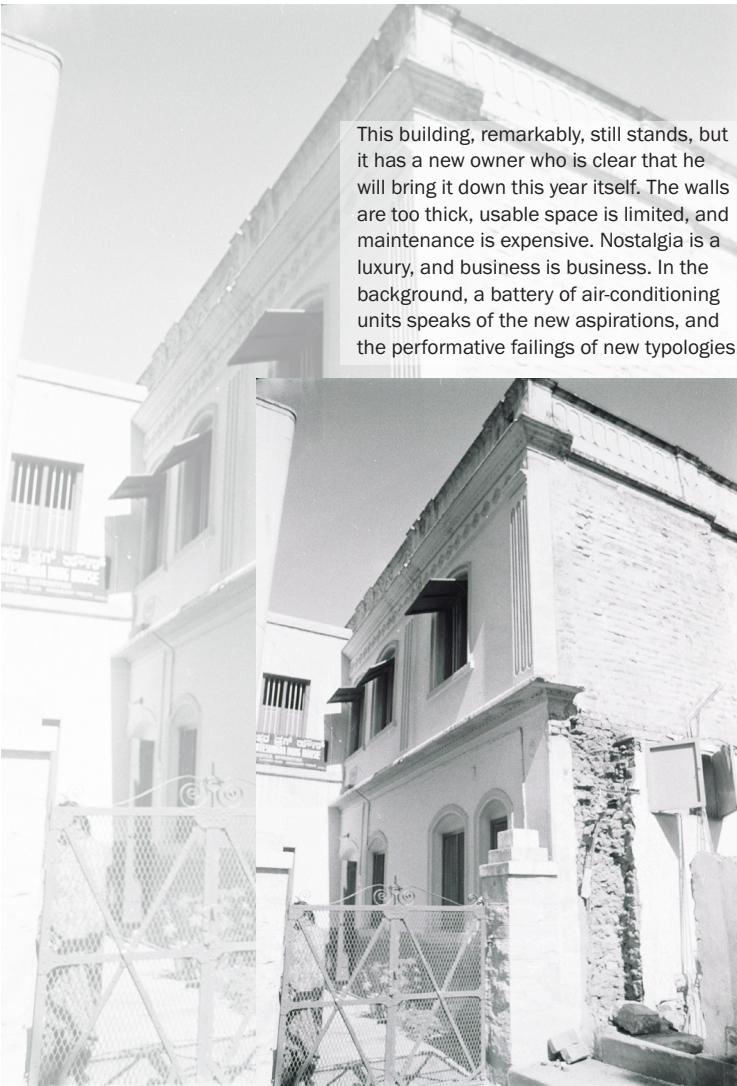 This building, remarkably, still stands, but
it has a new owner who is clear that he
will bring it down this year itself. The walls
are too thick, usable space is limited, and
maintenance is expensive. Nostalgia is a
luxury, and business is business. In the
background, a battery of air-conditioning
units speaks of the new aspirations, and
the performative failings of new typologies
HOUSE